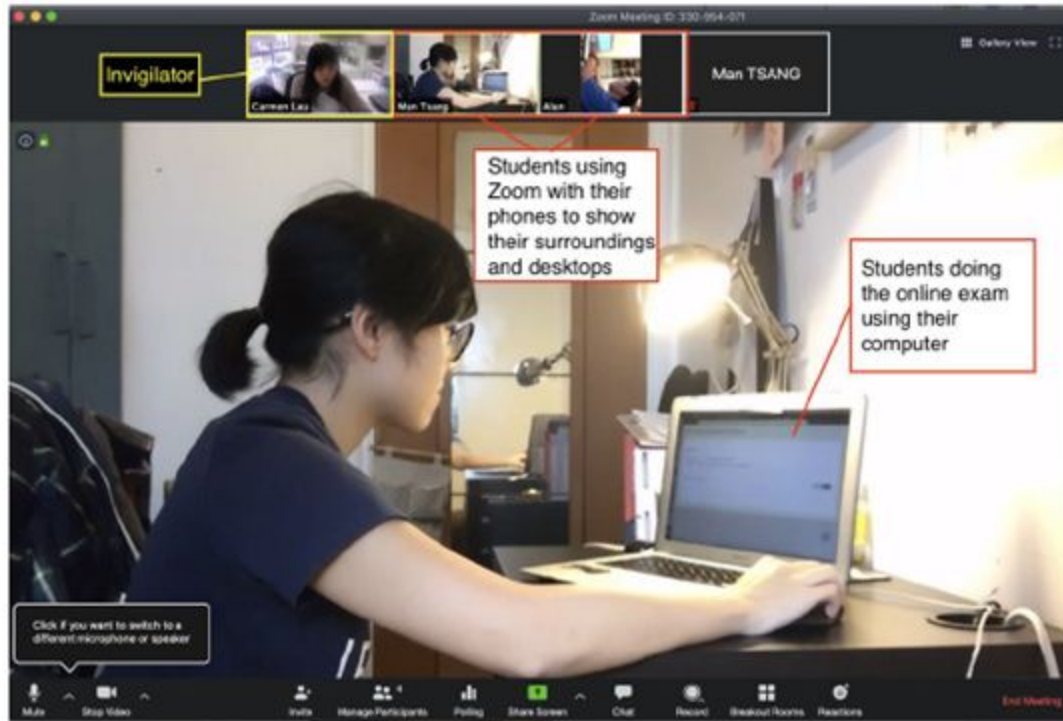 Zoom Meeting ID: 330-954-071
Invigilator
Carmen Lau
Man Tsang
Alan
Man TSANG
Gallery View
Students using
Zoom with their
phones to show
their surroundings
and desktops
Students doing
the online exam
using their
computer
Click if you want to switch to a
different microphone or speaker
Mute
Stop Video
Invite
Manage Participants
4
Polling
Share Screen
Chat
Record
Breakout Rooms
Reactions
End Meeting